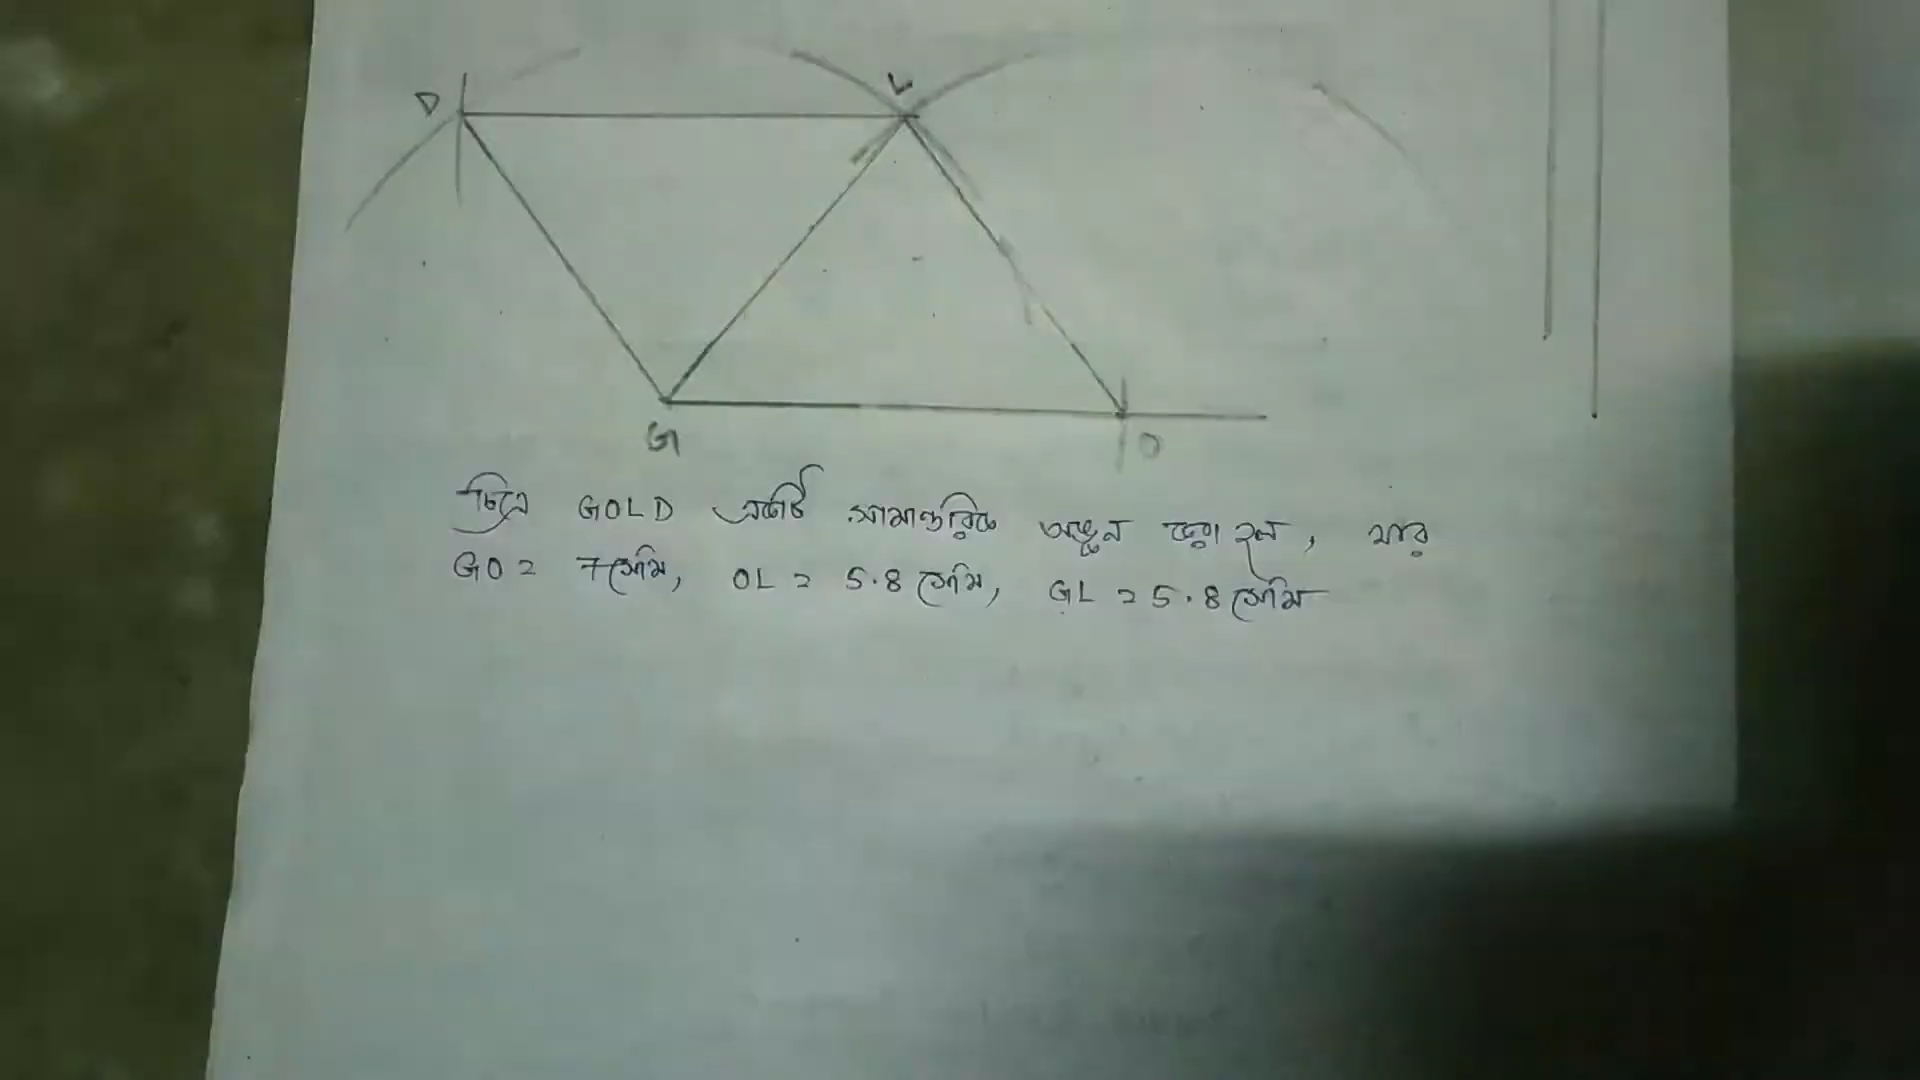 D L
G O
চিত্রে GOLD একটি সামান্তরিক অঙ্কন করা হল, যার
GO = 7 সেমি, OL = 5.8 সেমি, GL = 5.8 সেমি